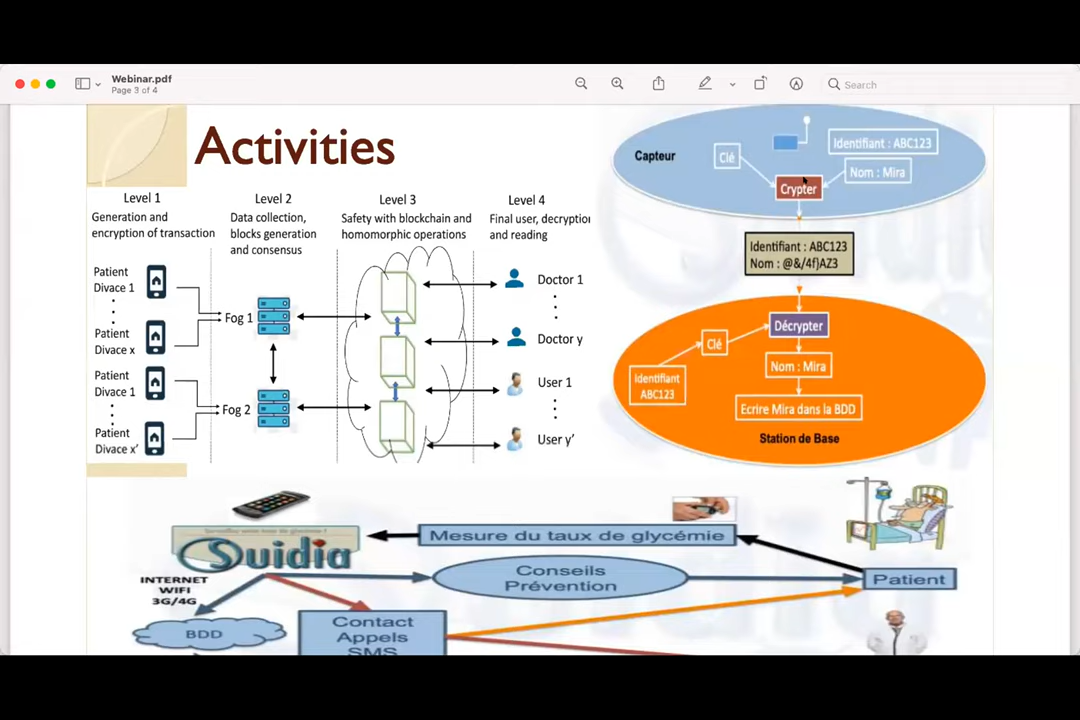 Webinar.pdf
Page 3 of 4
Search
Activities
Level 1
Generation and
encryption of transaction
Level 2
Data collection,
blocks generation
and consensus
Level 3
Safety with blockchain and
homomorphic operations
Level 4
Final user, decryption
and reading
Patient
Divace 1
Patient
Divace x
Patient
Divace 1
Patient
Divace x’
Fog 1
Fog 2
Doctor 1
Doctor y
User 1
User y’
Capteur
Clé
Identifiant : ABC123
Nom : Mira
Crypter
Identifiant : ABC123
Nom : @&/4f}AZ3
Décrypter
Clé
Identifiant
ABC123
Nom : Mira
Ecrire Mira dans la BDD
Station de Base
Suidia
INTERNET
WIFI
3G/4G
BDD
Mesure du taux de glycémie
Conseils
Prévention
Patient
Contact
Appels
SMS